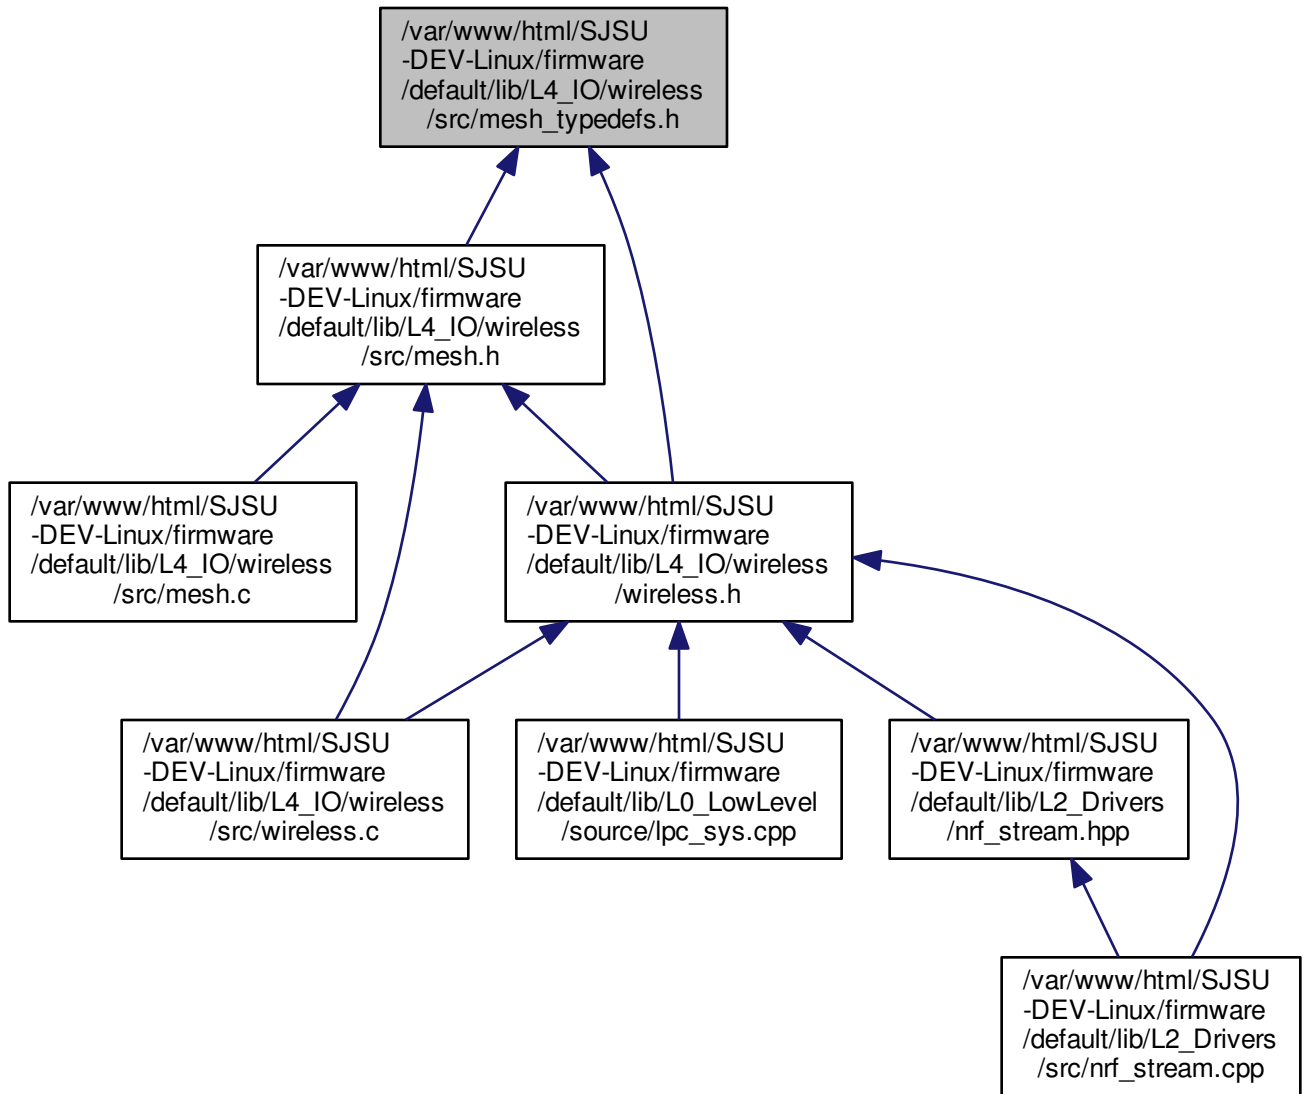 /var/www/html/SJSU
-DEV-Linux/firmware
/default/lib/L4_IO/wireless
/src/mesh_typedefs.h
/var/www/html/SJSU
-DEV-Linux/firmware
/default/lib/L4_IO/wireless
/src/mesh.h
/var/www/html/SJSU
-DEV-Linux/firmware
/default/lib/L4_IO/wireless
/src/mesh.c
/var/www/html/SJSU
-DEV-Linux/firmware
/default/lib/L4_IO/wireless
/wireless.h
/var/www/html/SJSU
-DEV-Linux/firmware
/default/lib/L4_IO/wireless
/src/wireless.c
/var/www/html/SJSU
-DEV-Linux/firmware
/default/lib/L0_LowLevel
/source/lpc_sys.cpp
/var/www/html/SJSU
-DEV-Linux/firmware
/default/lib/L2_Drivers
/nrf_stream.hpp
/var/www/html/SJSU
-DEV-Linux/firmware
/default/lib/L2_Drivers
/src/nrf_stream.cpp